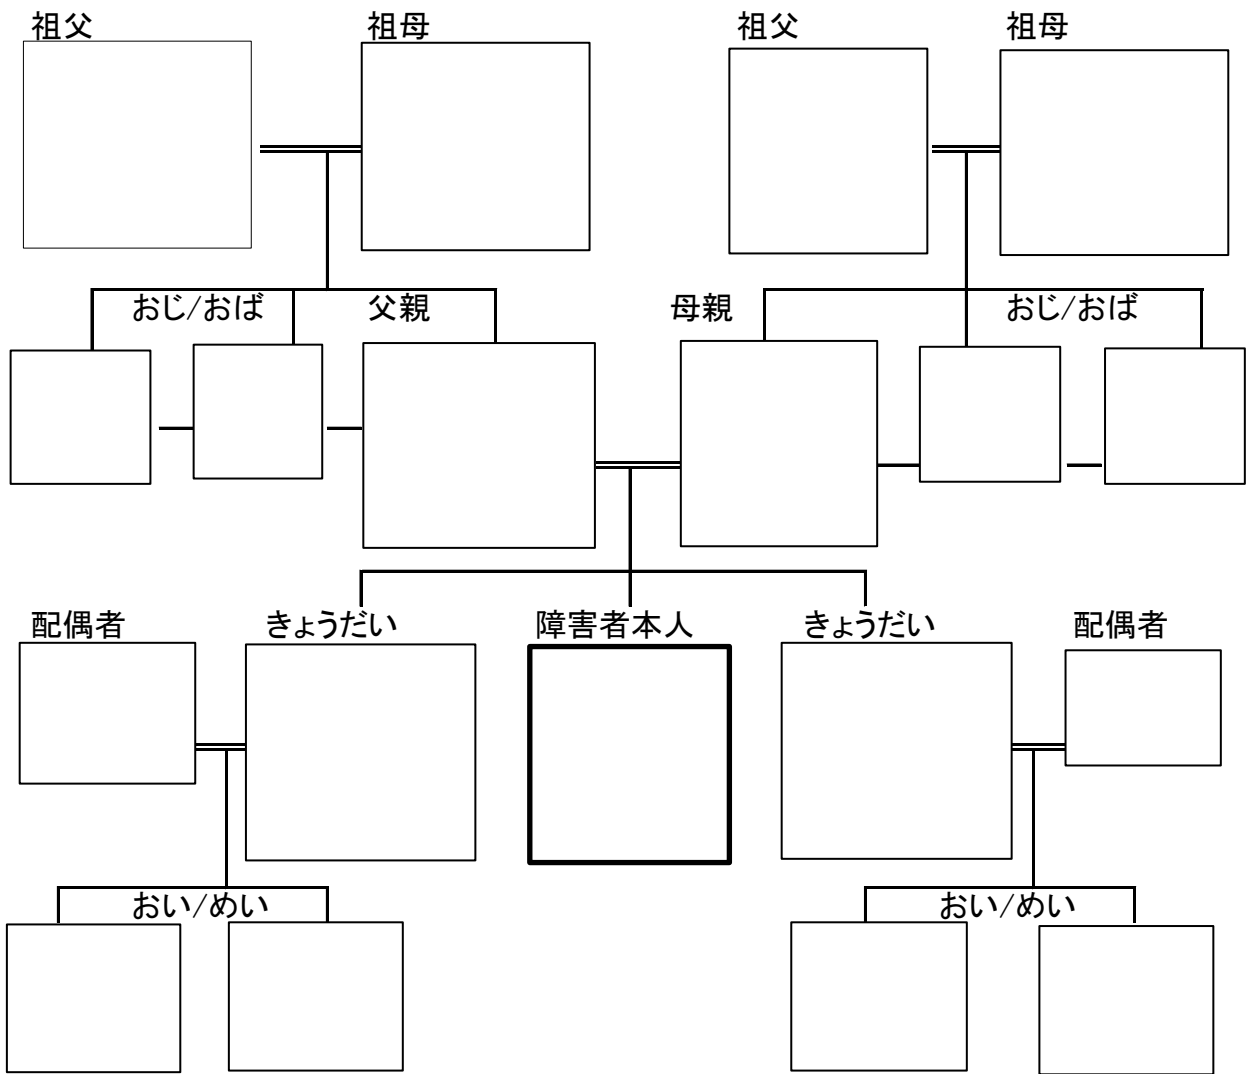 祖父 祖母 祖父 祖母
おじ/おば 父親 母親 おじ/おば
配偶者 きょうだい 障害者本人 きょうだい 配偶者
おい/めい おい/めい